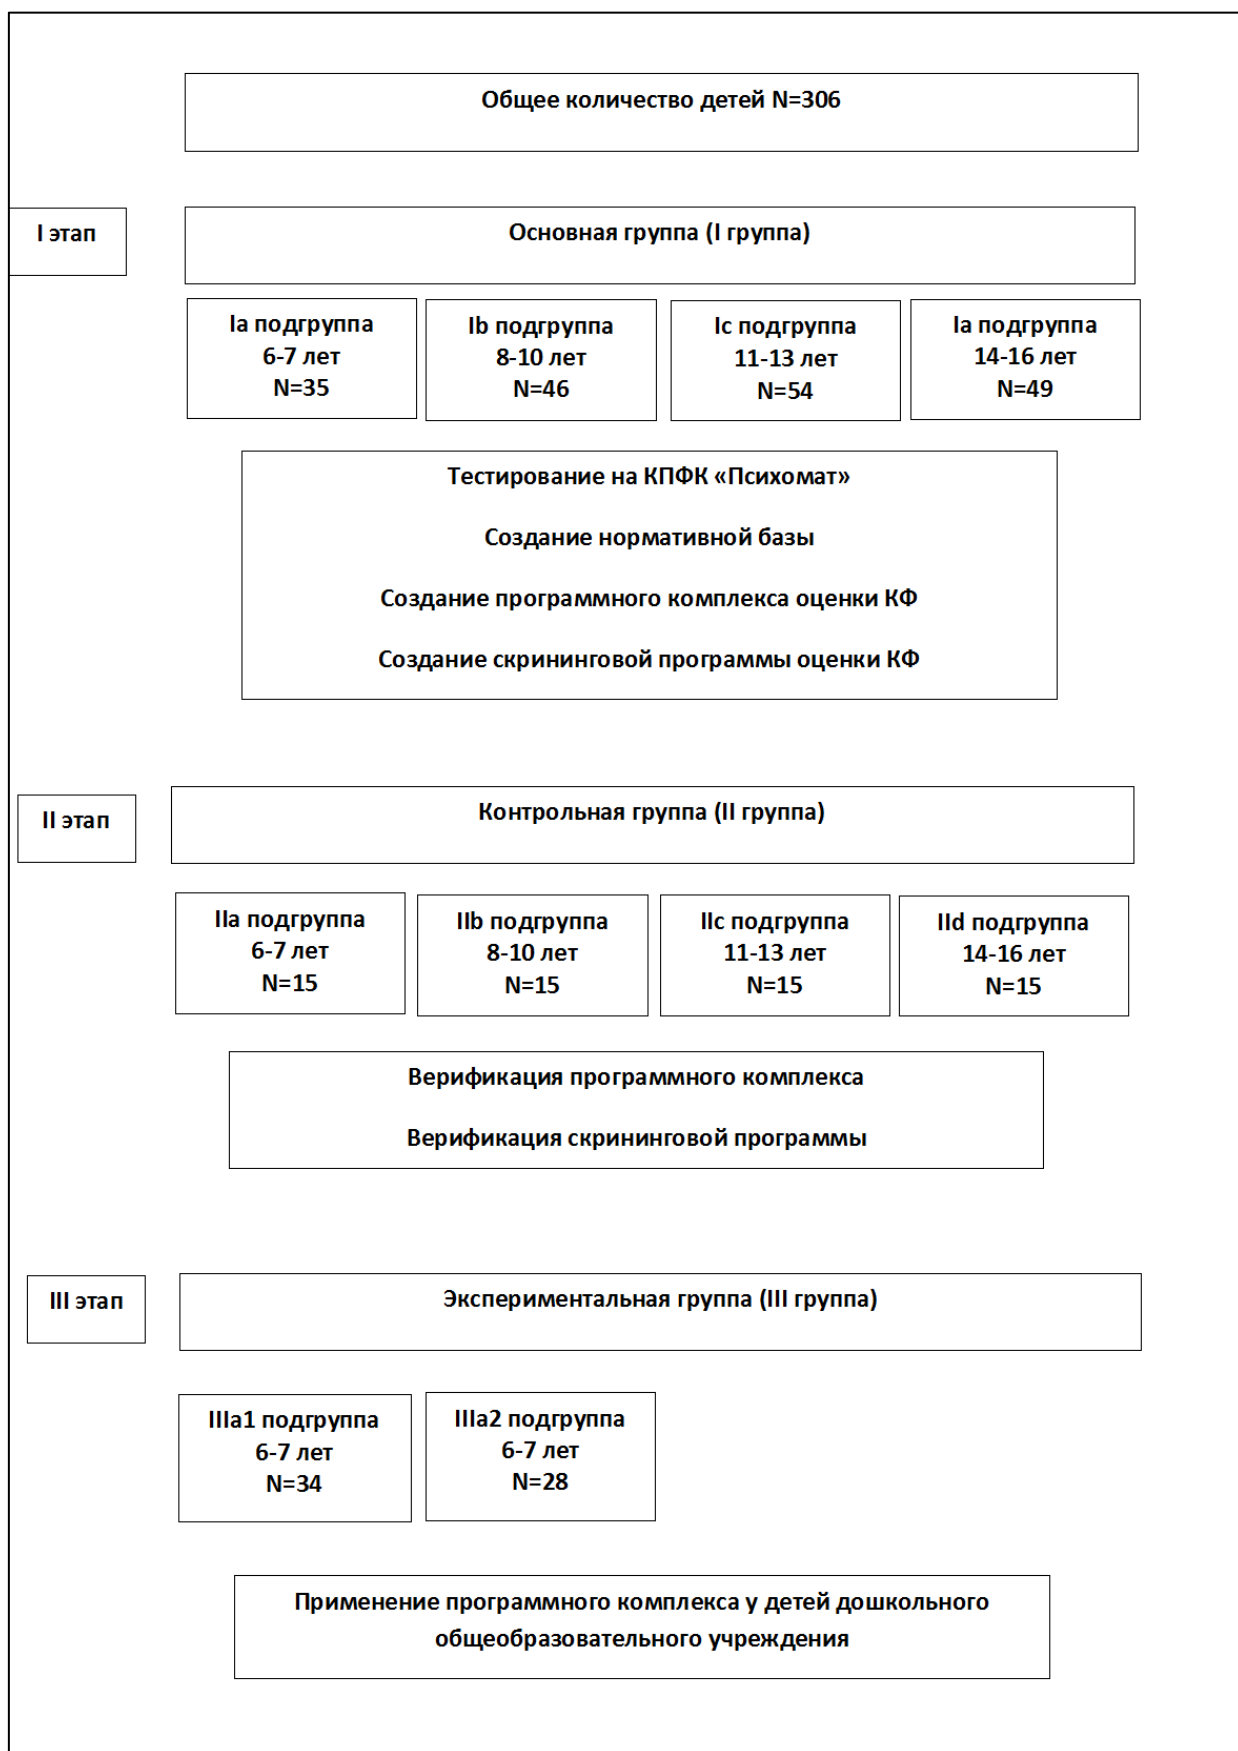 Общее количество детей N=306
I этап
Основная группа (I группа)
Ia подгруппа
6-7 лет
N=35
Ib подгруппа
8-10 лет
N=46
Ic подгруппа
11-13 лет
N=54
Ia подгруппа
14-16 лет
N=49
Тестирование на КПФК «Психомат»
Создание нормативной базы
Создание программного комплекса оценки КФ
Создание скрининговой программы оценки КФ
II этап
Контрольная группа (II группа)
IIa подгруппа
6-7 лет
N=15
IIb подгруппа
8-10 лет
N=15
IIc подгруппа
11-13 лет
N=15
IId подгруппа
14-16 лет
N=15
Верификация программного комплекса
Верификация скрининговой программы
III этап
Экспериментальная группа (III группа)
IIIa1 подгруппа
6-7 лет
N=34
IIIa2 подгруппа
6-7 лет
N=28
Применение программного комплекса у детей дошкольного
общеобразовательного учреждения